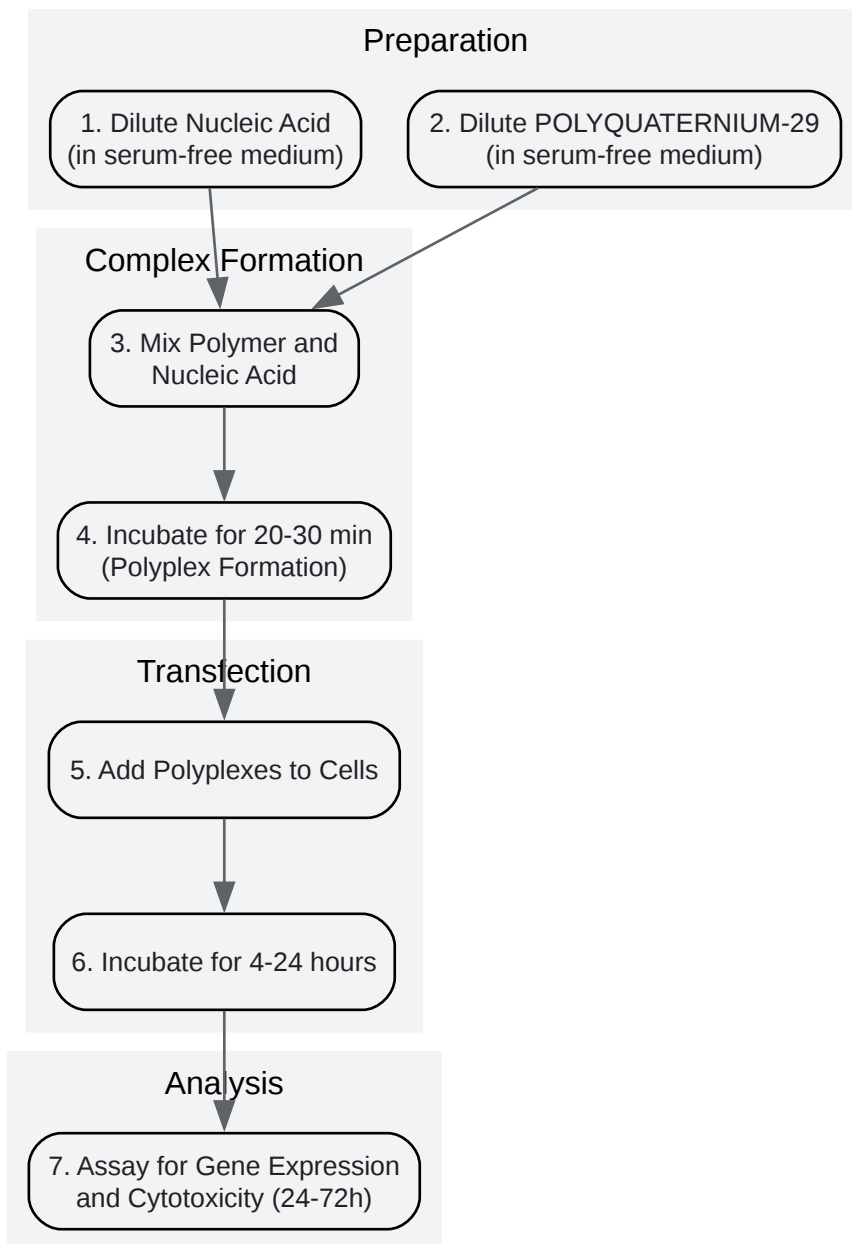 Preparation
1. Dilute Nucleic Acid
(in serum-free medium)
2. Dilute POLYQUATERNIUM-29
(in serum-free medium)
Complex Formation
3. Mix Polymer and
Nucleic Acid
4. Incubate for 20-30 min
(Polyplex Formation)
Transfection
5. Add Polyplexes to Cells
6. Incubate for 4-24 hours
Analysis
7. Assay for Gene Expression
and Cytotoxicity (24-72h)